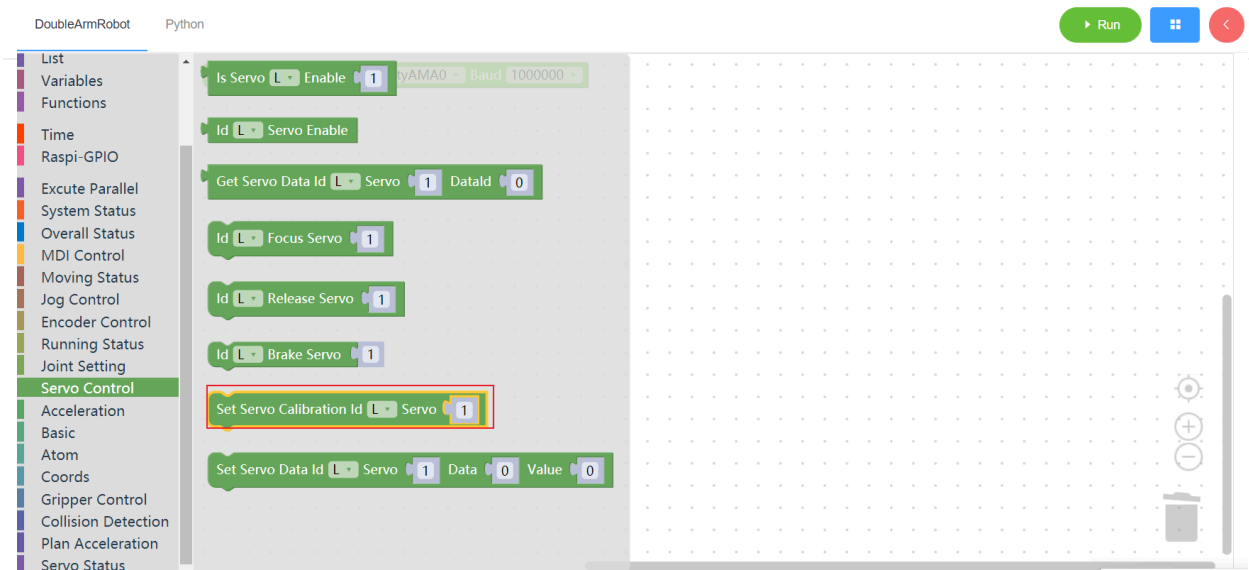 DoubleArmRobot Python Run
List
Variables
Functions
Time
Raspi-GPIO
Excute Parallel
System Status
Overall Status
MDI Control
Moving Status
Jog Control
Encoder Control
Running Status
Joint Setting
Servo Control
Acceleration
Basic
Atom
Coords
Gripper Control
Collision Detection
Plan Acceleration
Servo Status
Is Servo L Enable 1
tyAMA0 Baud 1000000
Id L Servo Enable
Get Servo Data Id L Servo 1 DataId 0
Id L Focus Servo 1
Id L Release Servo 1
Id L Brake Servo 1
Set Servo Calibration Id L Servo 1
Set Servo Data Id L Servo 1 Data 0 Value 0